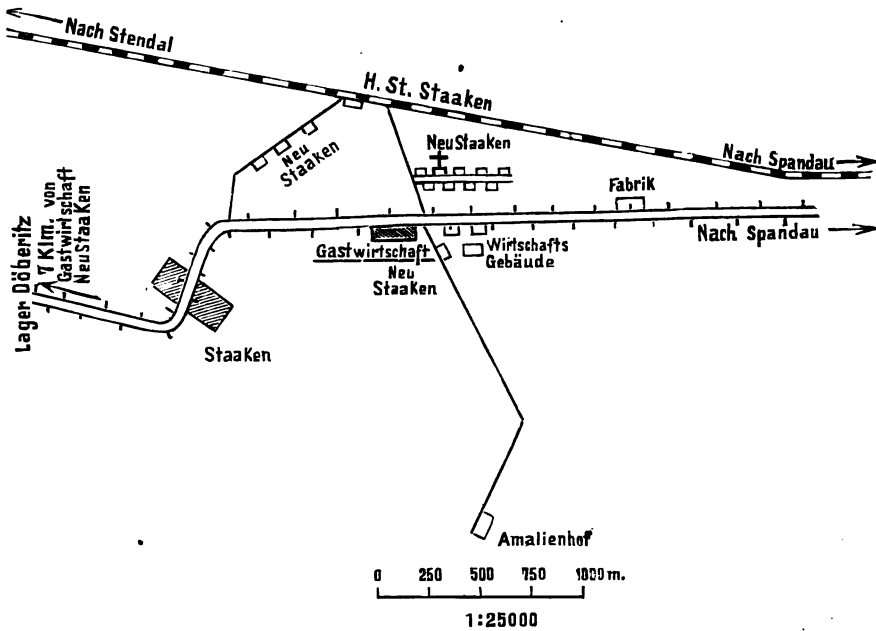 Nach Stendal
H. St. Staaken
Neu
Staaken
Neu Staaken
Nach Spandau
Fabrik
Nach Spandau
Gastwirtschaft
Neu
Staaken
Wirtschafts
Gebäude
Lager Döberitz
7 Klm. von
Gastwirtschaft
Neu Staaken
Staaken
Amalienhof
0 250 500 750 1000 m.
1:25000